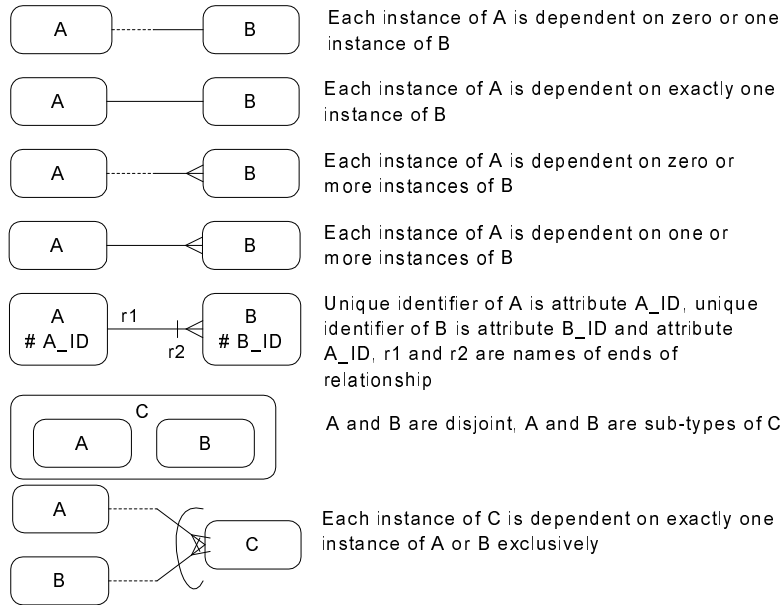 A B Each instance of A is dependent on zero or one
instance of B
A B Each instance of A is dependent on exactly one
instance of B
A B Each instance of A is dependent on zero or
more instances of B
A B Each instance of A is dependent on one or
more instances of B
A r1 B Unique identifier of A is attribute A_ID, unique
# A_ID r2 # B_ID identifier of B is attribute B_ID and attribute
A_ID, r1 and r2 are names of ends of
relationship
C
A B A and B are disjoint, A and B are sub-types of C
A
C Each instance of C is dependent on exactly one
instance of A or B exclusively
B